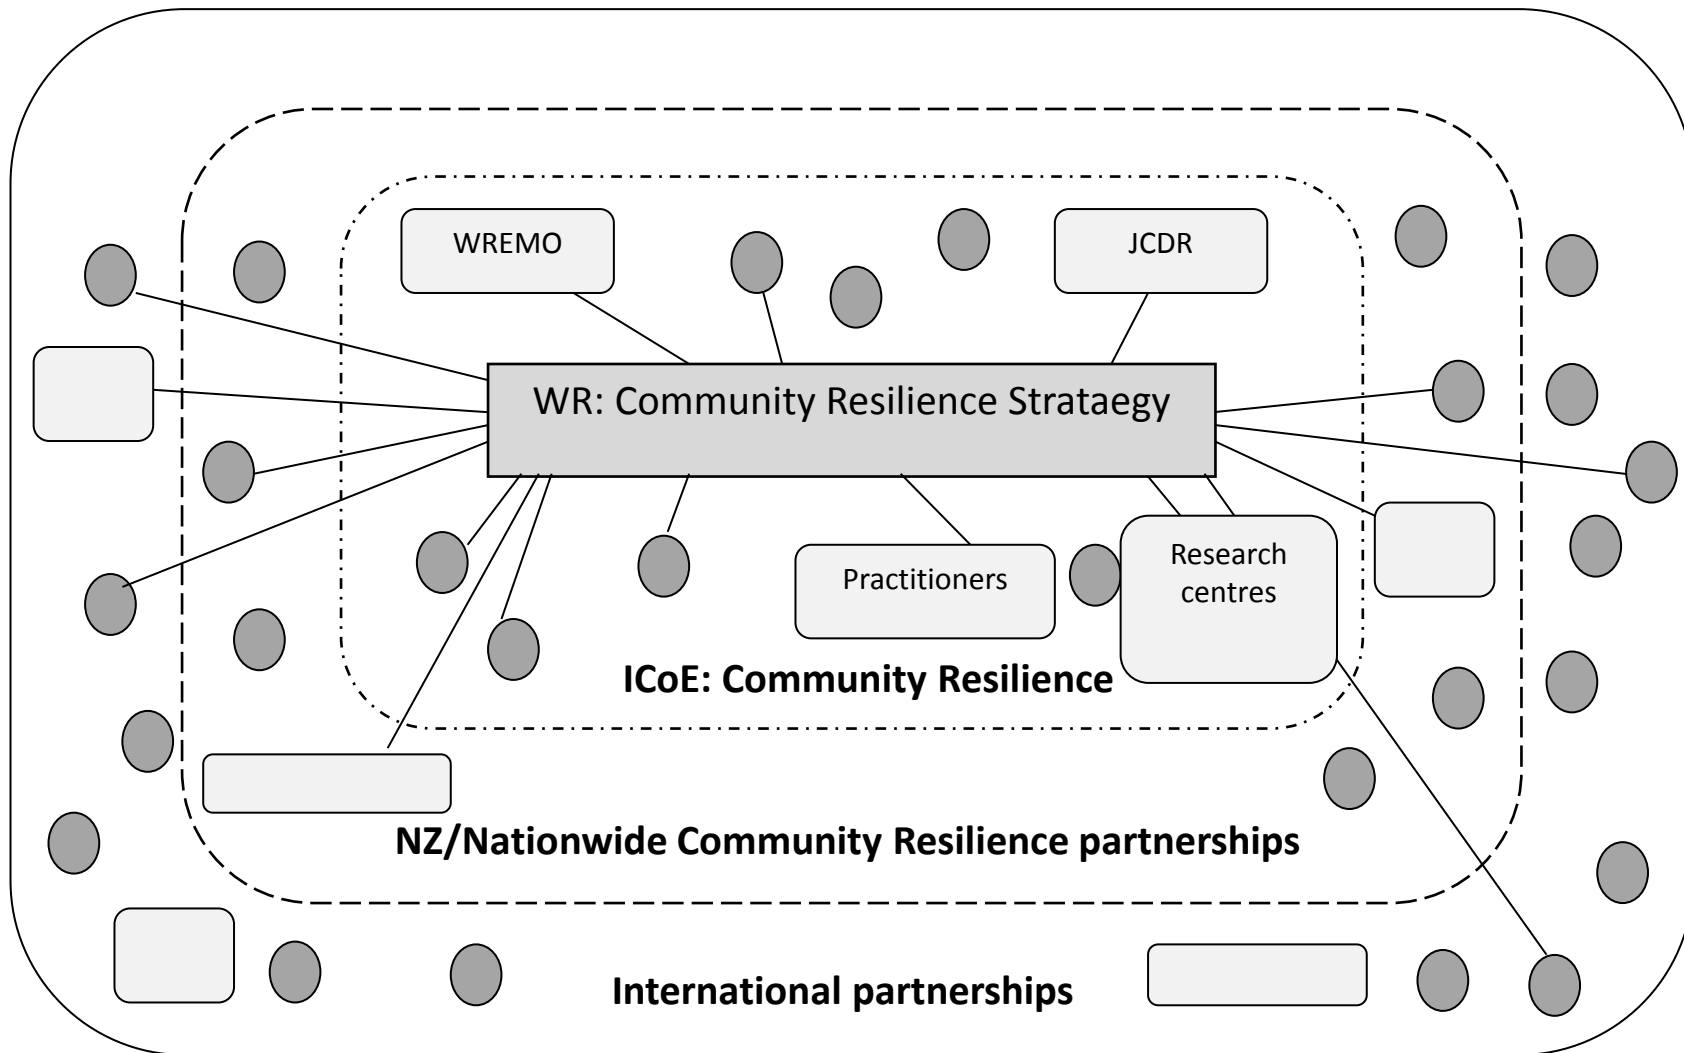 WREMO
JCDR
WR: Community Resilience Strataegy
Practitioners
Research
centres
ICoE: Community Resilience
NZ/Nationwide Community Resilience partnerships
International partnerships